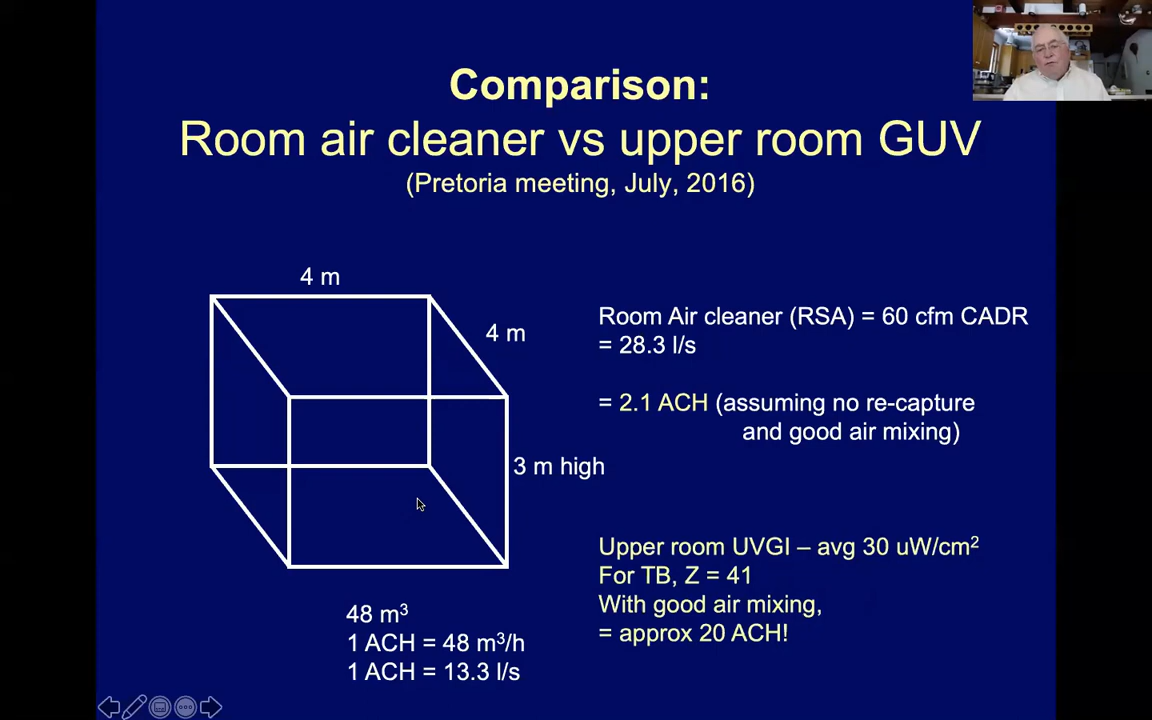 Comparison:
Room air cleaner vs upper room GUV
(Pretoria meeting, July, 2016)
4 m
4 m
3 m high
48 m³
1 ACH = 48 m³/h
1 ACH = 13.3 l/s
Room Air cleaner (RSA) = 60 cfm CADR
= 28.3 l/s
= 2.1 ACH (assuming no re-capture
and good air mixing)
Upper room UVGI – avg 30 uW/cm²
For TB, Z = 41
With good air mixing,
= approx 20 ACH!